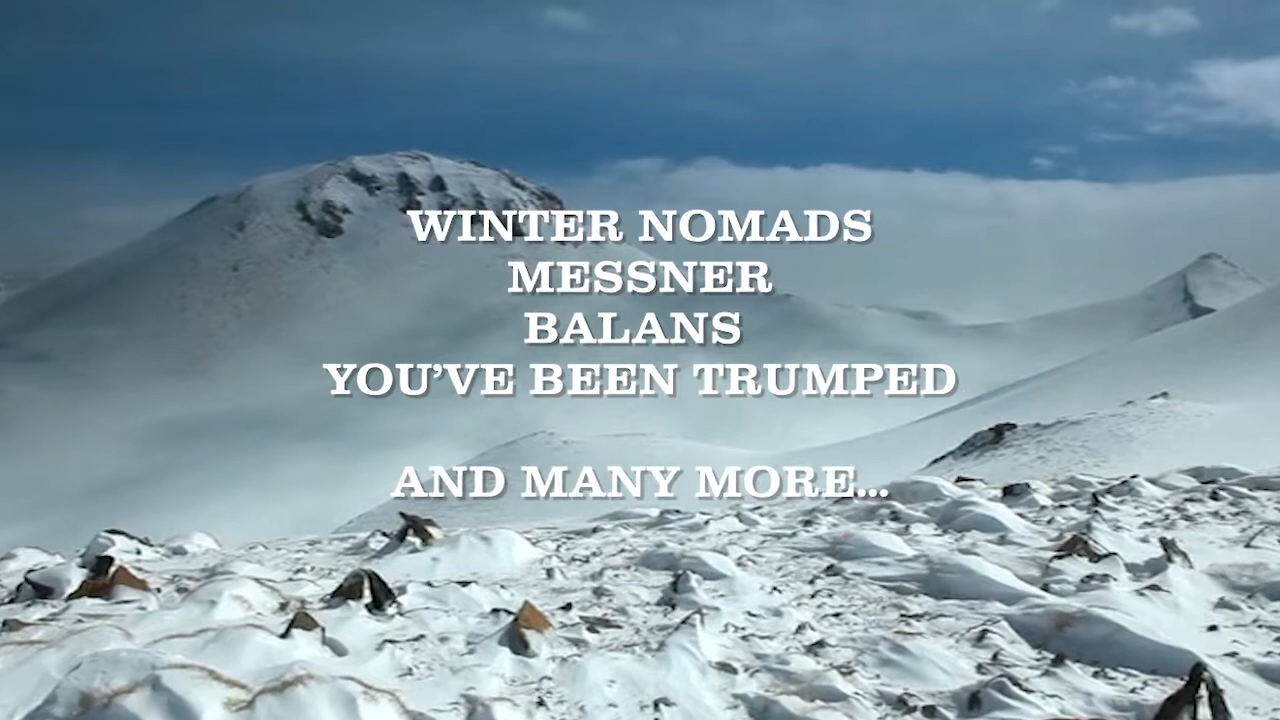 WINTER NOMADS
MESSNER
BALANS
YOU'VE BEEN TRUMPED
AND MANY MORE...